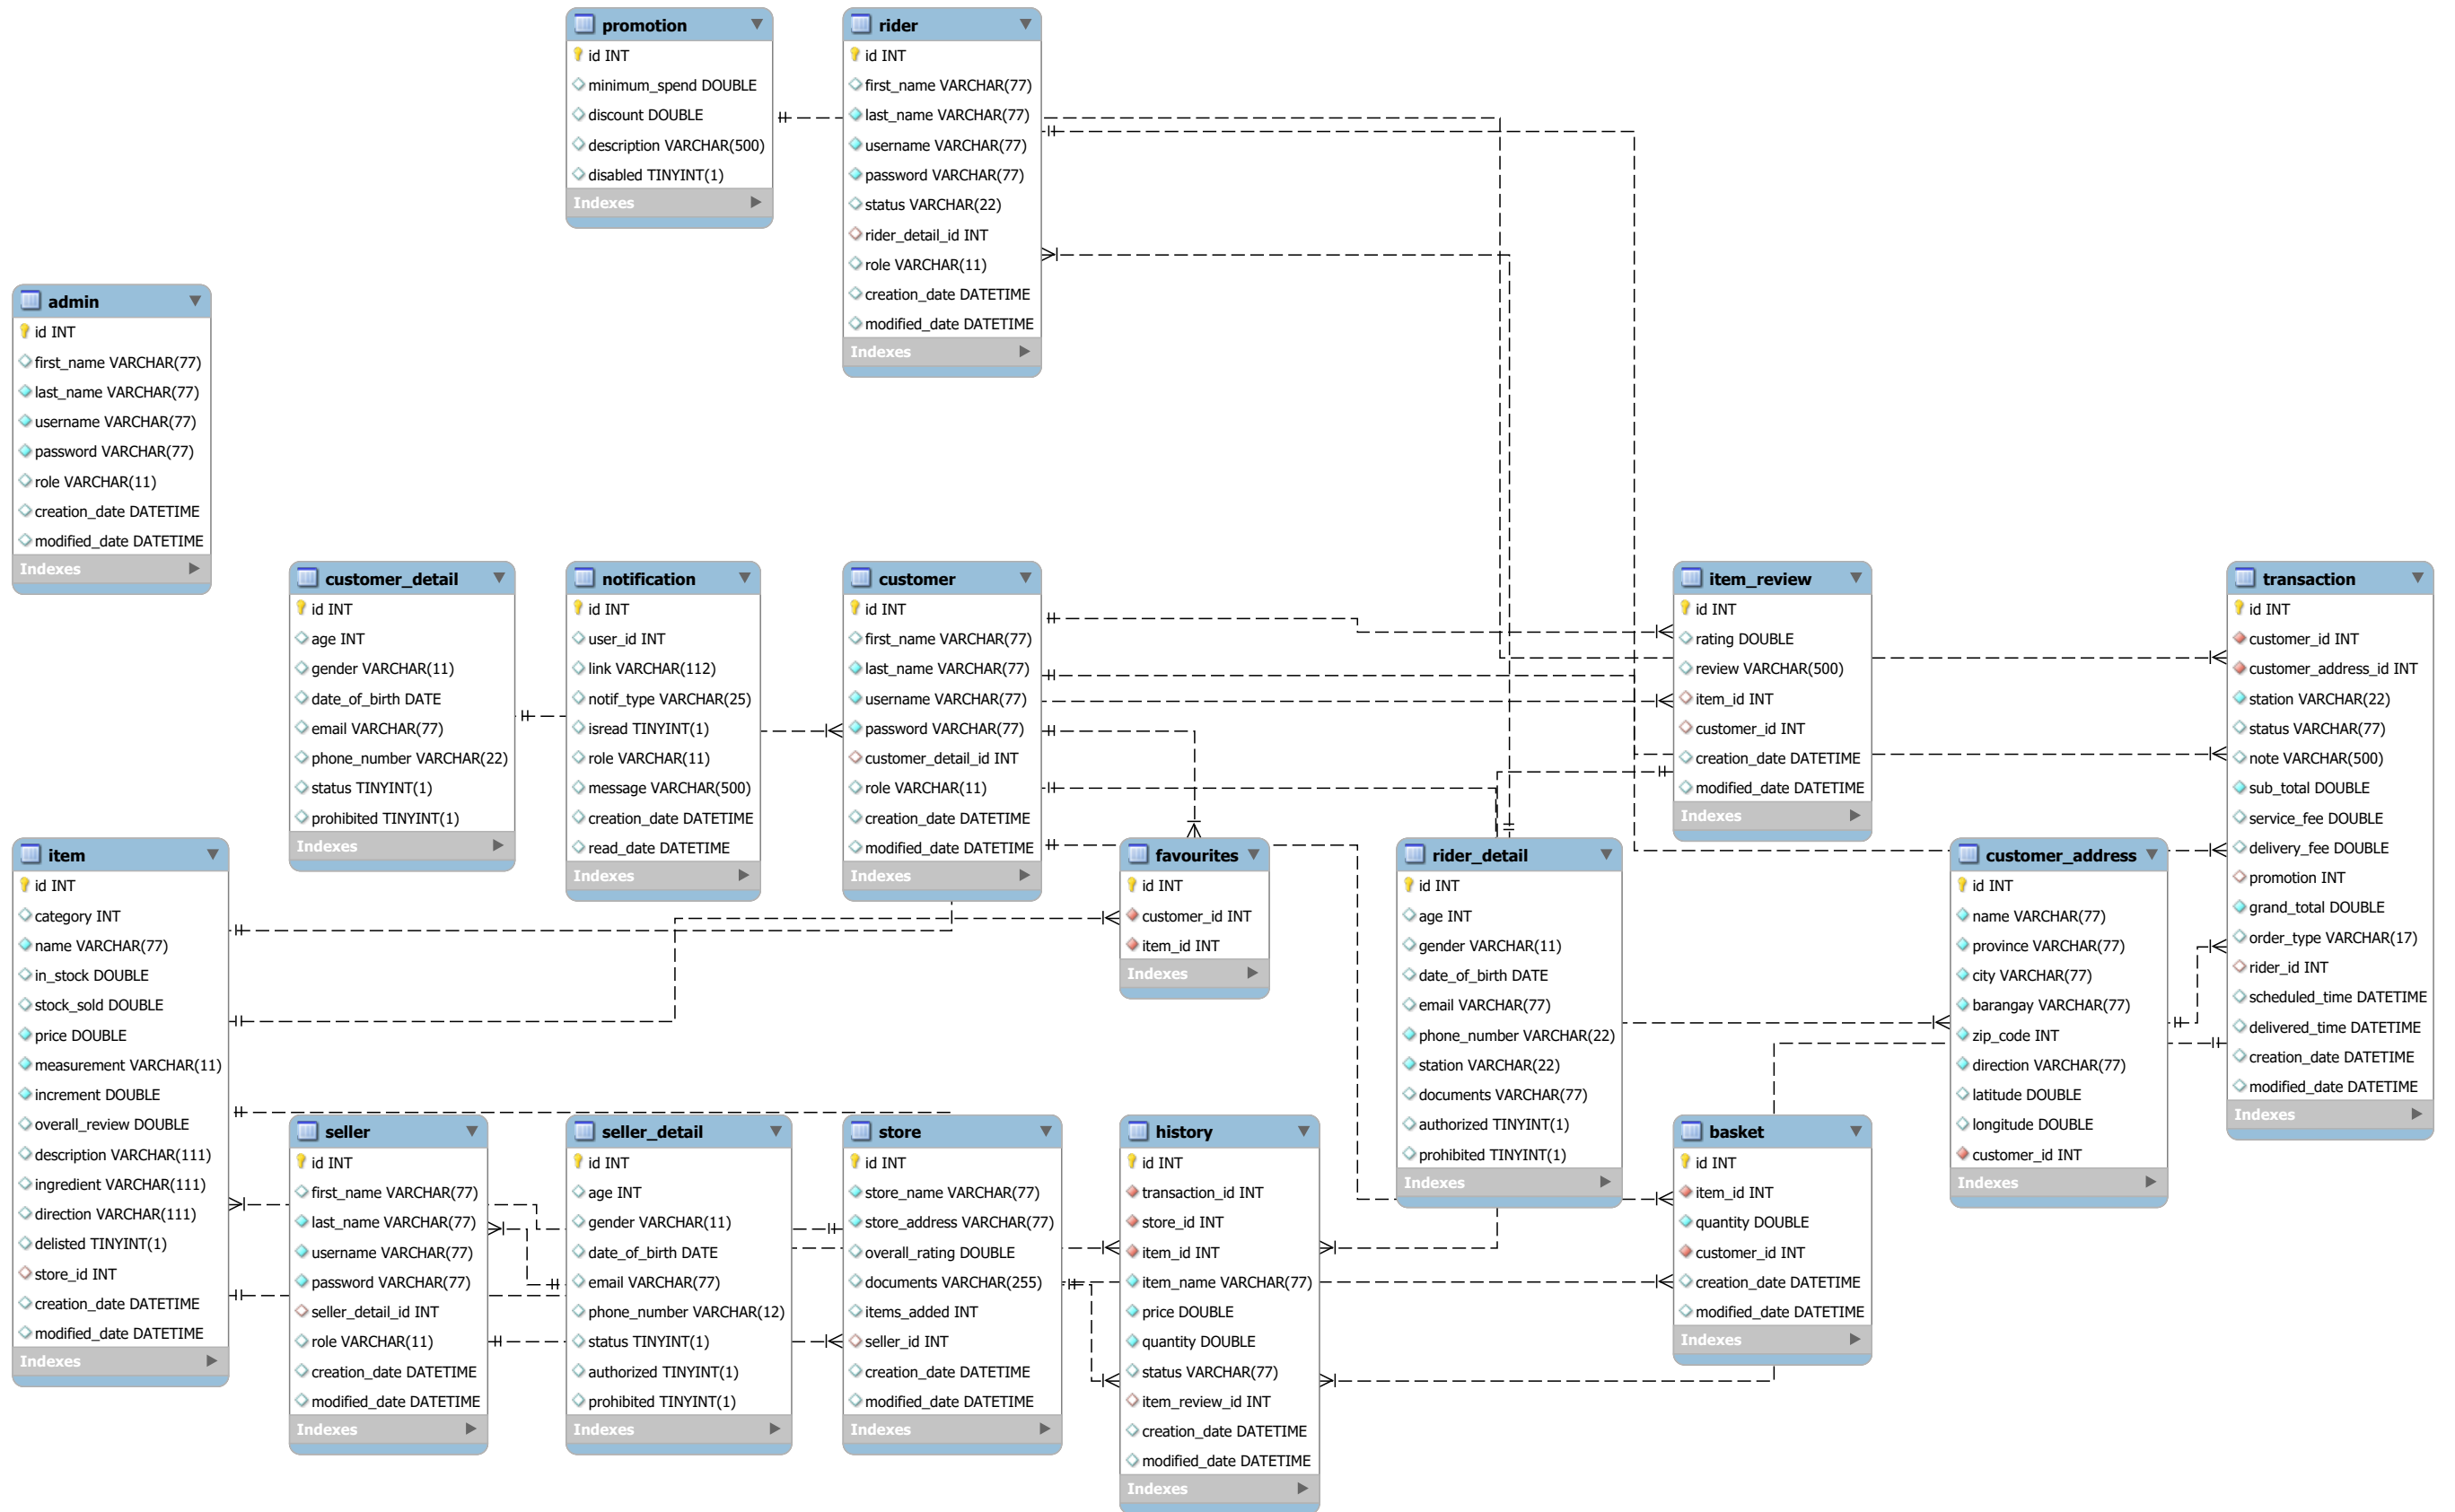 promotion
id INT
minimum_spend DOUBLE
discount DOUBLE
description VARCHAR(500)
disabled TINYINT(1)
Indexes
rider
id INT
first_name VARCHAR(77)
last_name VARCHAR(77)
username VARCHAR(77)
password VARCHAR(77)
status VARCHAR(22)
rider_detail_id INT
role VARCHAR(11)
creation_date DATETIME
modified_date DATETIME
Indexes
admin
id INT
first_name VARCHAR(77)
last_name VARCHAR(77)
username VARCHAR(77)
password VARCHAR(77)
role VARCHAR(11)
creation_date DATETIME
modified_date DATETIME
Indexes
customer_detail
id INT
age INT
gender VARCHAR(11)
date_of_birth DATE
email VARCHAR(77)
phone_number VARCHAR(22)
status TINYINT(1)
prohibited TINYINT(1)
Indexes
notification
id INT
user_id INT
link VARCHAR(112)
notif_type VARCHAR(25)
isread TINYINT(1)
role VARCHAR(11)
message VARCHAR(500)
creation_date DATETIME
read_date DATETIME
Indexes
customer
id INT
first_name VARCHAR(77)
last_name VARCHAR(77)
username VARCHAR(77)
password VARCHAR(77)
customer_detail_id INT
role VARCHAR(11)
creation_date DATETIME
modified_date DATETIME
Indexes
item_review
id INT
rating DOUBLE
review VARCHAR(500)
item_id INT
customer_id INT
creation_date DATETIME
modified_date DATETIME
Indexes
transaction
id INT
customer_id INT
customer_address_id INT
station VARCHAR(22)
status VARCHAR(77)
note VARCHAR(500)
sub_total DOUBLE
service_fee DOUBLE
delivery_fee DOUBLE
promotion INT
grand_total DOUBLE
order_type VARCHAR(17)
rider_id INT
scheduled_time DATETIME
delivered_time DATETIME
creation_date DATETIME
modified_date DATETIME
Indexes
item
id INT
category INT
name VARCHAR(77)
in_stock DOUBLE
stock_sold DOUBLE
price DOUBLE
measurement VARCHAR(11)
increment DOUBLE
overall_review DOUBLE
description VARCHAR(111)
ingredient VARCHAR(111)
direction VARCHAR(111)
delisted TINYINT(1)
store_id INT
creation_date DATETIME
modified_date DATETIME
Indexes
favourites
id INT
customer_id INT
item_id INT
Indexes
rider_detail
id INT
age INT
gender VARCHAR(11)
date_of_birth DATE
email VARCHAR(77)
phone_number VARCHAR(22)
station VARCHAR(22)
documents VARCHAR(77)
authorized TINYINT(1)
prohibited TINYINT(1)
Indexes
customer_address
id INT
name VARCHAR(77)
province VARCHAR(77)
city VARCHAR(77)
barangay VARCHAR(77)
zip_code INT
direction VARCHAR(77)
latitude DOUBLE
longitude DOUBLE
customer_id INT
Indexes
seller
id INT
first_name VARCHAR(77)
last_name VARCHAR(77)
username VARCHAR(77)
password VARCHAR(77)
seller_detail_id INT
role VARCHAR(11)
creation_date DATETIME
modified_date DATETIME
Indexes
seller_detail
id INT
age INT
gender VARCHAR(11)
date_of_birth DATE
email VARCHAR(77)
phone_number VARCHAR(12)
status TINYINT(1)
authorized TINYINT(1)
prohibited TINYINT(1)
Indexes
store
id INT
store_name VARCHAR(77)
store_address VARCHAR(77)
overall_rating DOUBLE
documents VARCHAR(255)
items_added INT
seller_id INT
creation_date DATETIME
modified_date DATETIME
Indexes
history
id INT
transaction_id INT
store_id INT
item_id INT
item_name VARCHAR(77)
price DOUBLE
quantity DOUBLE
status VARCHAR(77)
item_review_id INT
creation_date DATETIME
modified_date DATETIME
Indexes
basket
id INT
item_id INT
quantity DOUBLE
customer_id INT
creation_date DATETIME
modified_date DATETIME
Indexes